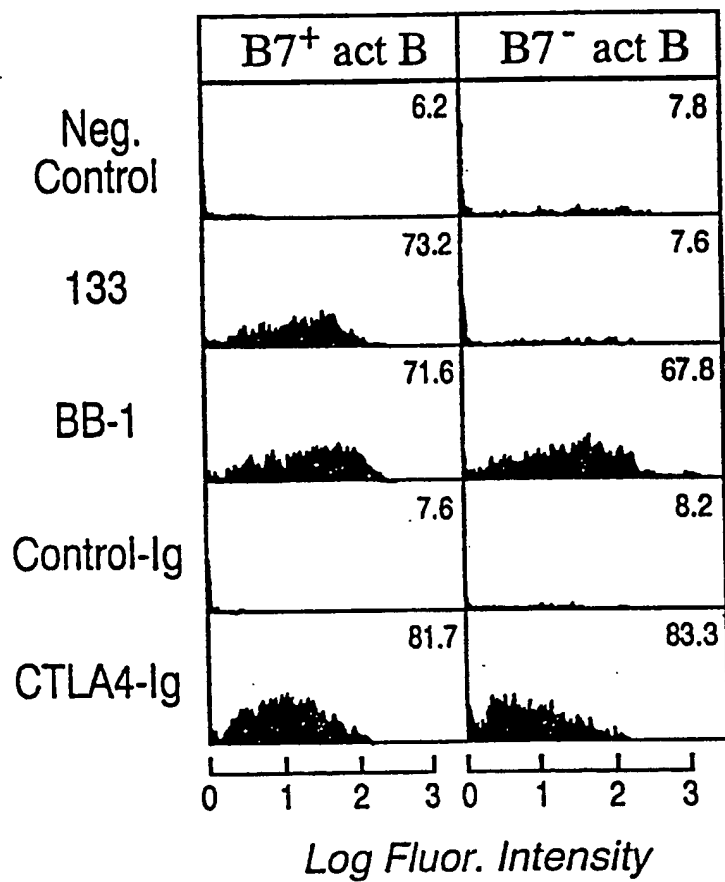 B7+ act B B7- act B
Neg. Control 6.2 7.8
133 73.2 7.6
BB-1 71.6 67.8
Control-Ig 7.6 8.2
CTLA4-Ig 81.7 83.3
0 1 2 3 0 1 2 3
Log Fluor. Intensity